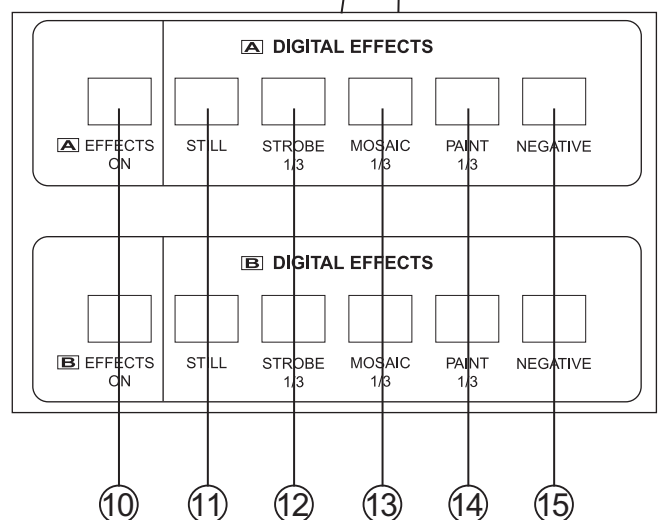 A DIGITAL EFFECTS
A EFFECTS ON STILL STROBE 1/3 MOSAIC 1/3 PAINT 1/3 NEGATIVE
B DIGITAL EFFECTS
B EFFECTS ON STILL STROBE 1/3 MOSAIC 1/3 PAINT 1/3 NEGATIVE
10 11 12 13 14 15